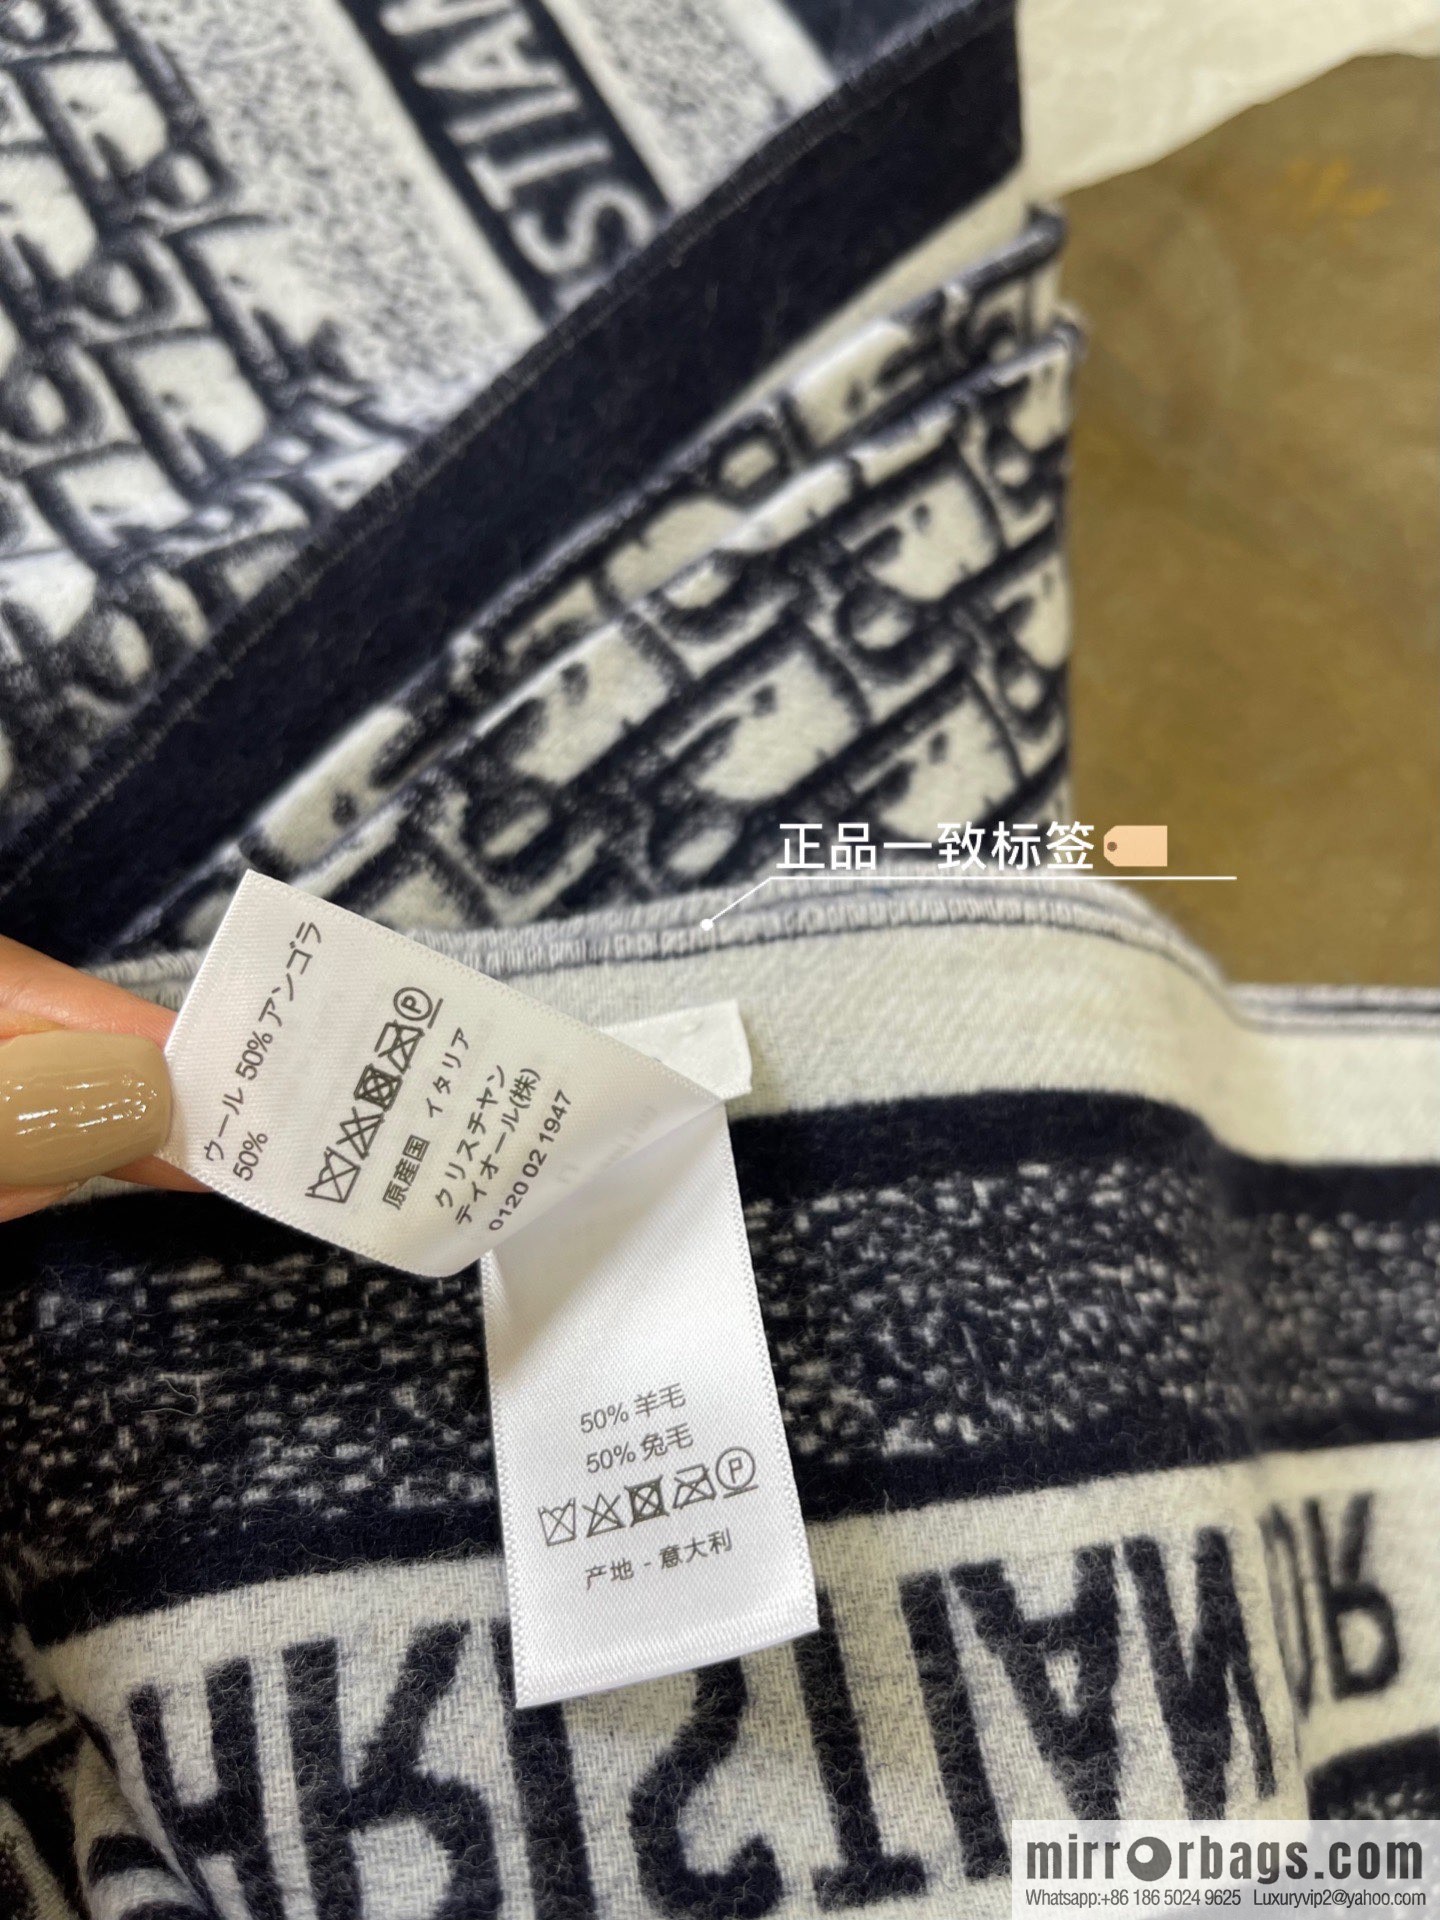 STIAN
正品一致标签
ウール 50% アンゴラ
50%
原産国 イタリア
クリスチャン
ディオール(株)
0120 02 1947
50% 羊毛
50% 兔毛
P
产地 - 意大利
P
CHRISTIAN
DIOR
mirrorbags.com
Whatsapp:+86 186 5024 9625 Luxuryvip2@yahoo.com